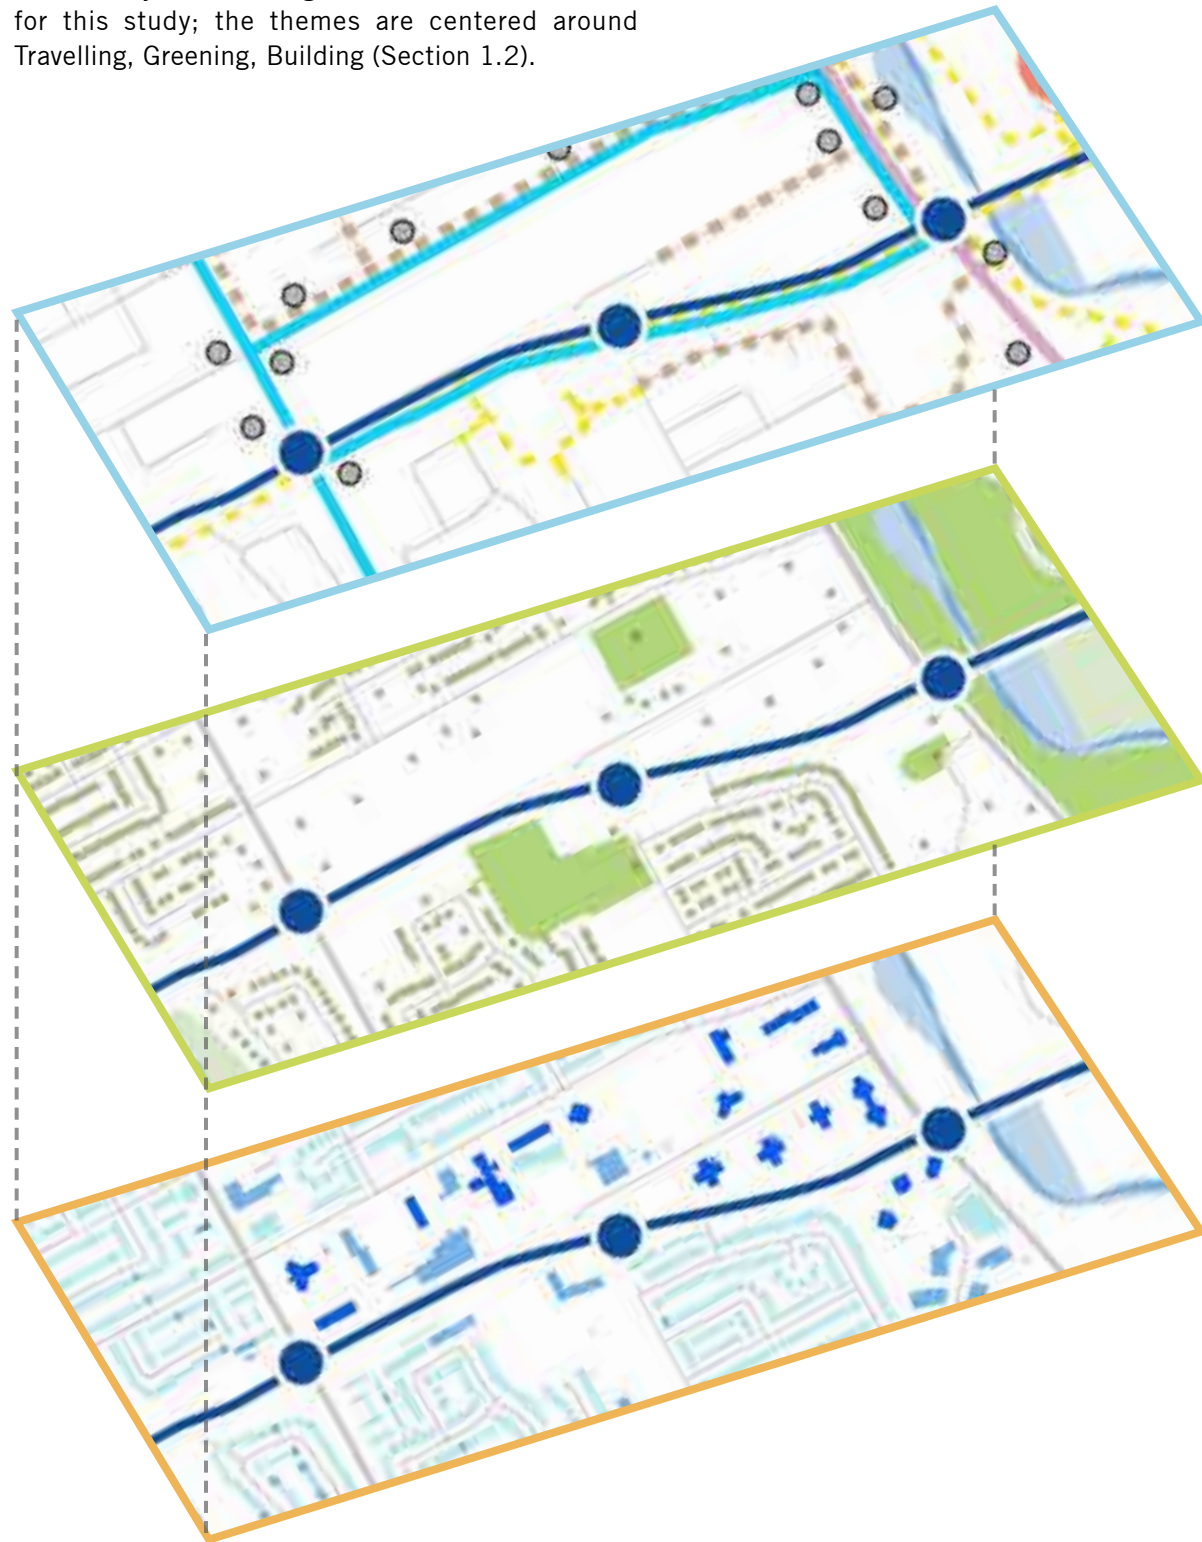 for this study; the themes are centered around
Travelling, Greening, Building (Section 1.2).